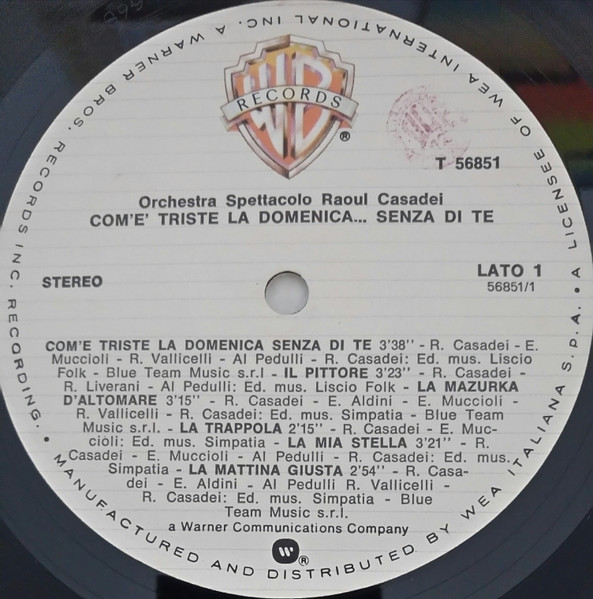 A WARNER BROS. RECORDS INC. RECORDING. • MANUFACTURED AND DISTRIBUTED BY WEA ITALIANA S.P.A. • A LICENSEE OF WEA INTERNATIONAL INC.
WB
RECORDS
®
T 56851
Orchestra Spettacolo Raoul Casadei
COM'E' TRISTE LA DOMENICA... SENZA DI TE
STEREO
LATO 1
56851/1
COM'E TRISTE LA DOMENICA SENZA DI TE 3'38'' - R. Casadei - E.
Muccioli - R. Vallicelli - Al Pedulli - R. Casadei: Ed. mus. Liscio
Folk - Blue Team Music s.r.l - IL PITTORE 3'23'' - R. Casadei -
R. Liverani - Al Pedulli: Ed. mus. Liscio Folk - LA MAZURKA
D'ALTOMARE 3'15'' - R. Casadei - E. Aldini - E. Muccioli -
R. Vallicelli - R. Casadei: Ed. mus. Simpatia - Blue Team
Music s.r.l. - LA TRAPPOLA 2'15'' - R. Casadei - E. Muc-
cioli: Ed. mus. Simpatia - LA MIA STELLA 3'21'' - R.
Casadei - E. Muccioli - Al Pedulli - R. Casadei: Ed. mus.
Simpatia - LA MATTINA GIUSTA 2'54'' - R. Casa-
dei - E. Aldini - Al Pedulli R. Vallicelli -
R. Casadei: Ed. mus. Simpatia - Blue
Team Music s.r.l.
a Warner Communications Company
®